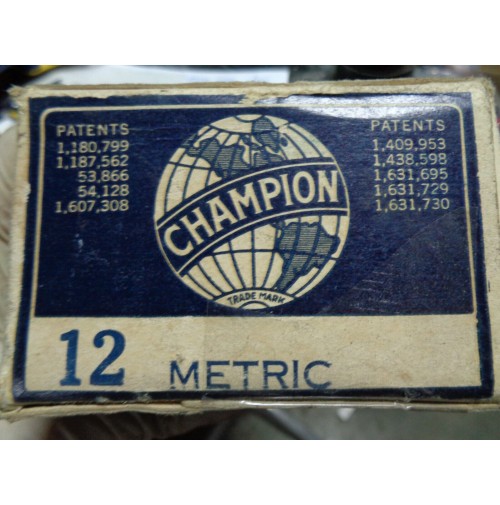 PATENTS
1,180,799
1,187,562
53,866
54,128
1,607,308
CHAMPION
TRADE MARK
PATENTS
1,409,953
1,438,598
1,631,695
1,631,729
1,631,730
12 METRIC